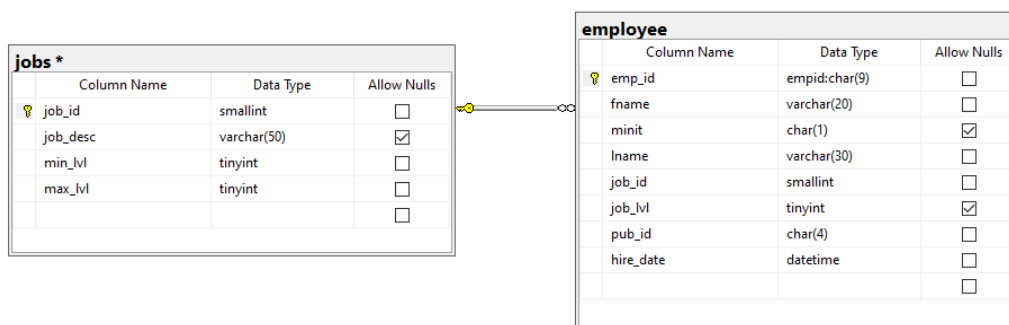 jobs *
Column Name Data Type Allow Nulls
job_id smallint
job_desc varchar(50)
min_lvl tinyint
max_lvl tinyint
employee
Column Name Data Type Allow Nulls
emp_id empid:char(9)
fname varchar(20)
minit char(1)
lname varchar(30)
job_id smallint
job_lvl tinyint
pub_id char(4)
hire_date datetime